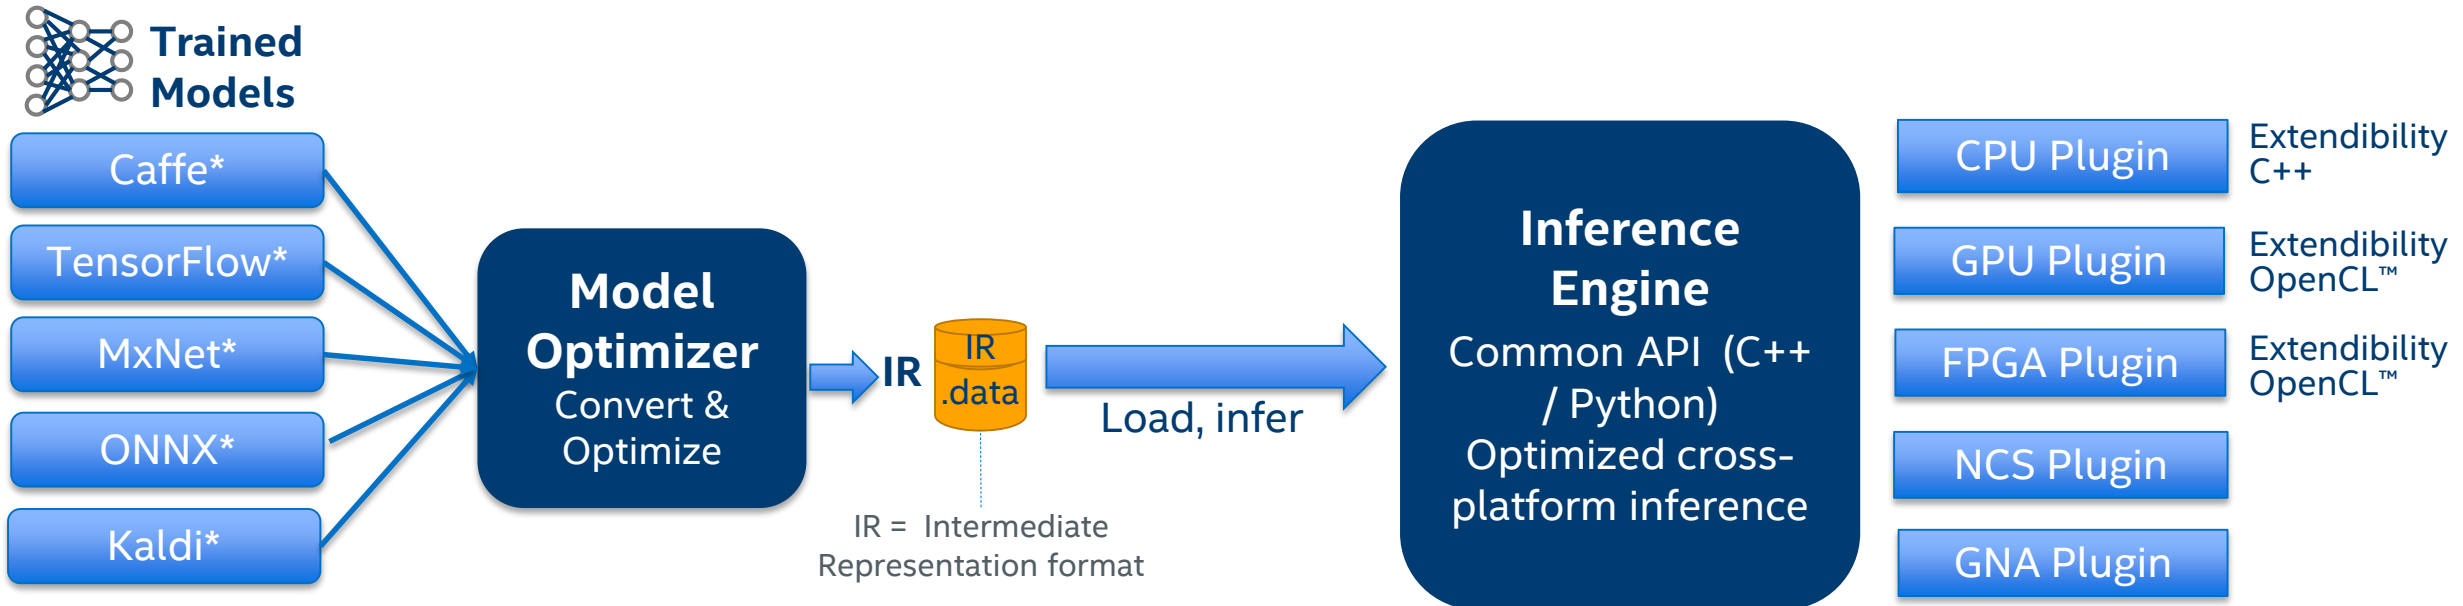 Trained
Models
Caffe*
TensorFlow*
MxNet*
ONNX*
Kaldi*
Model
Optimizer
Convert &
Optimize
IR
IR
.data
IR = Intermediate
Representation format
Load, infer
Inference
Engine
Common API (C++
/ Python)
Optimized cross-
platform inference
CPU Plugin
Extendibility
C++
GPU Plugin
Extendibility
OpenCL™
FPGA Plugin
Extendibility
OpenCL™
NCS Plugin
GNA Plugin